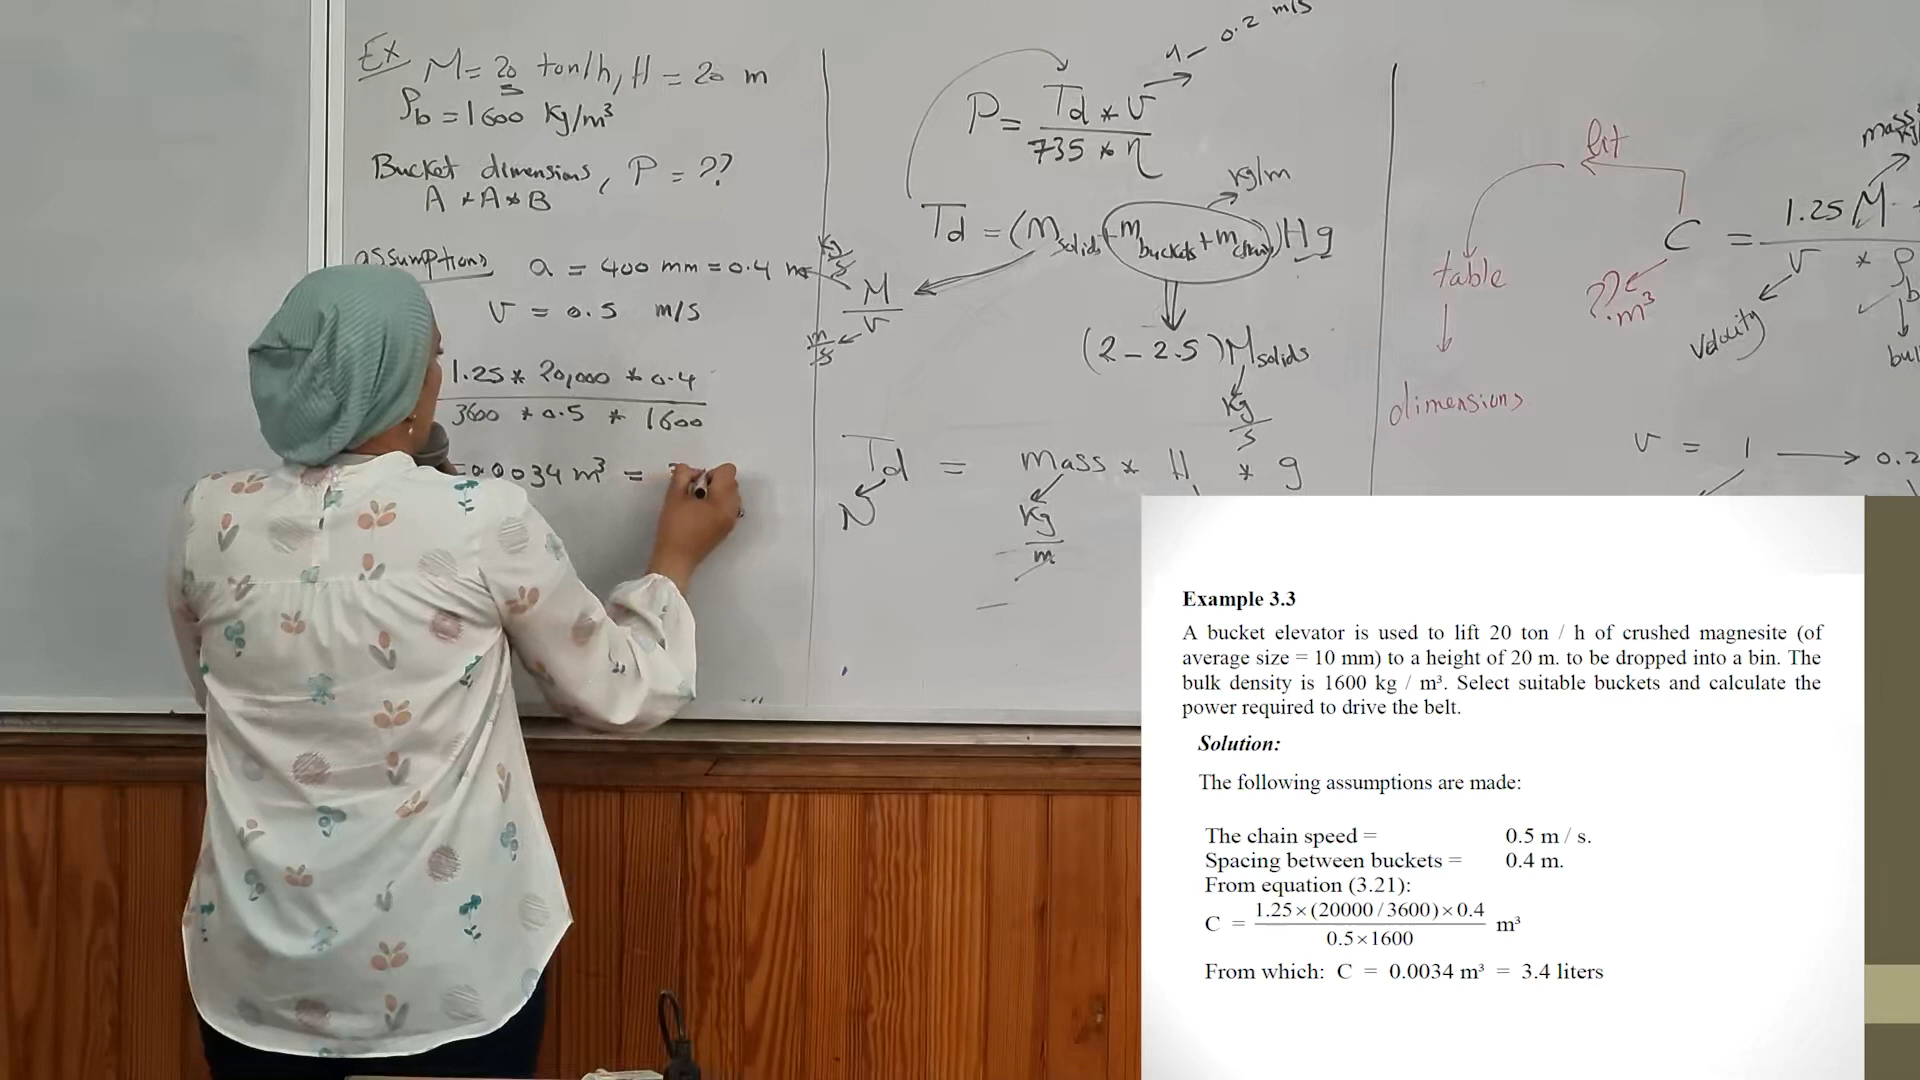 Ex M = 20 ton/h, H = 20 m
ρb = 1600 Kg/m³
Bucket dimensions, P = ??
A * A * B
assumptions a = 400 mm = 0.4 m
v = 0.5 m/s
1.25 * 20,000 * 0.4
3600 * 0.5 * 1600
= 0.0034 m³ =
0.2 m/s
P = Td * v
735 * η
kg/m
Td = (m solids + m buckets + m chain) H g
kg/s
M
v
m/s
(2 - 2.5) M solids
kg/s
Td = mass * H * g
N
Kg
m
lit
mass
C = 1.25 M
v * ρb
table
?? m³
velocity
dimensions
v = 1 → 0.2
Example 3.3
A bucket elevator is used to lift 20 ton / h of crushed magnesite (of
average size = 10 mm) to a height of 20 m. to be dropped into a bin. The
bulk density is 1600 kg / m³. Select suitable buckets and calculate the
power required to drive the belt.
Solution:
The following assumptions are made:
The chain speed = 0.5 m / s.
Spacing between buckets = 0.4 m.
From equation (3.21):
C = 1.25×(20000 / 3600)×0.4 m³
0.5×1600
From which: C = 0.0034 m³ = 3.4 liters